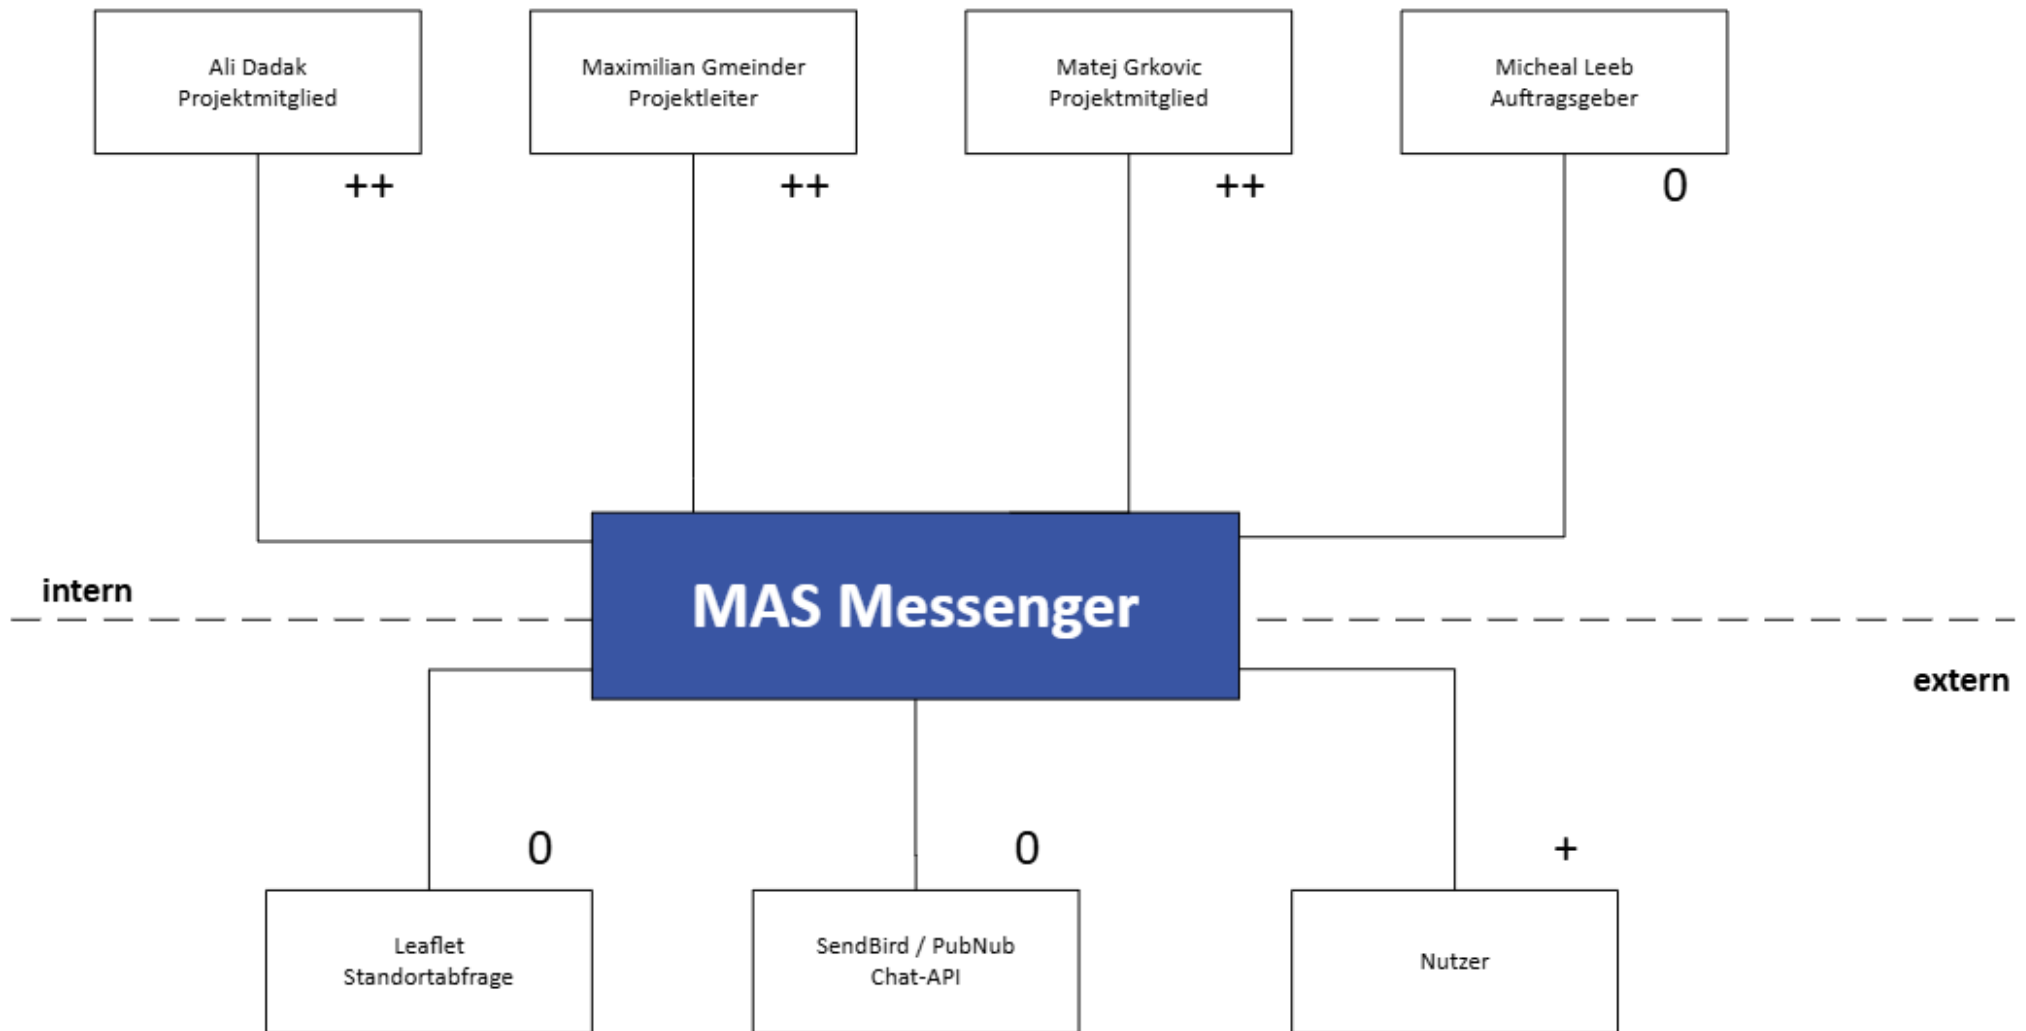 Ali Dadak
Projektmitglied
Maximilian Gmeinder
Projektleiter
Matej Grkovic
Projektmitglied
Micheal Leeb
Auftragsgeber
++
++
++
0
MAS Messenger
intern
extern
0
0
+
Leaflet
Standortabfrage
SendBird / PubNub
Chat-API
Nutzer